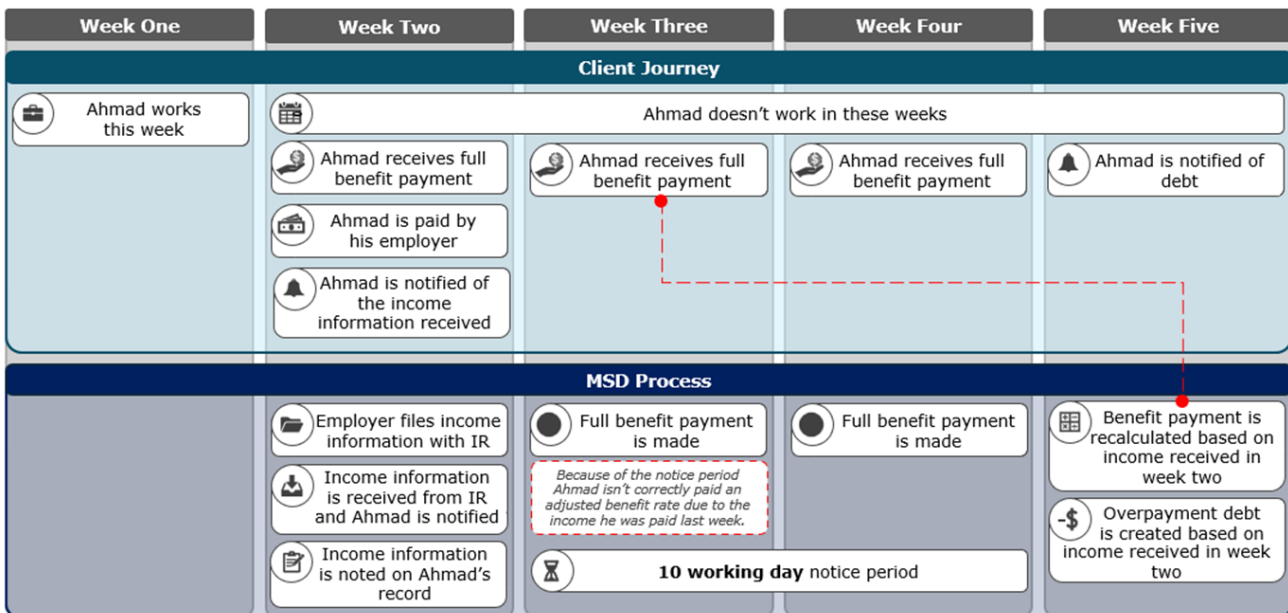 Week One
Week Two
Week Three
Week Four
Week Five
Client Journey
Ahmad works
this week
Ahmad doesn't work in these weeks
Ahmad receives full
benefit payment
Ahmad is paid by
his employer
Ahmad is notified of
the income
information received
Ahmad receives full
benefit payment
Ahmad receives full
benefit payment
Ahmad is notified of
debt
MSD Process
Employer files income
information with IR
Income information
is received from IR
and Ahmad is notified
Income information
is noted on Ahmad's
record
Full benefit payment
is made
Because of the notice period
Ahmad isn't correctly paid an
adjusted benefit rate due to the
income he was paid last week.
10 working day notice period
Full benefit payment
is made
Benefit payment is
recalculated based on
income received in
week two
-$
Overpayment debt
is created based on
income received in week
two